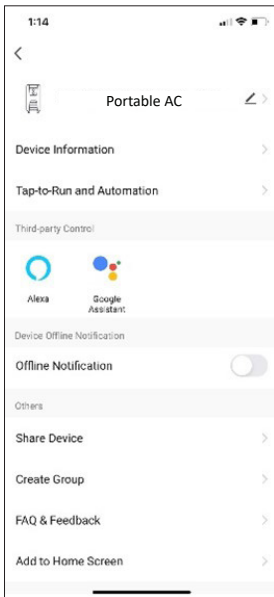 1:14
Portable AC
Device Information
Tap-to-Run and Automation
Third-party Control
Alexa
Google
Assistant
Device Offline Notification
Offline Notification
Others
Share Device
Create Group
FAQ & Feedback
Add to Home Screen